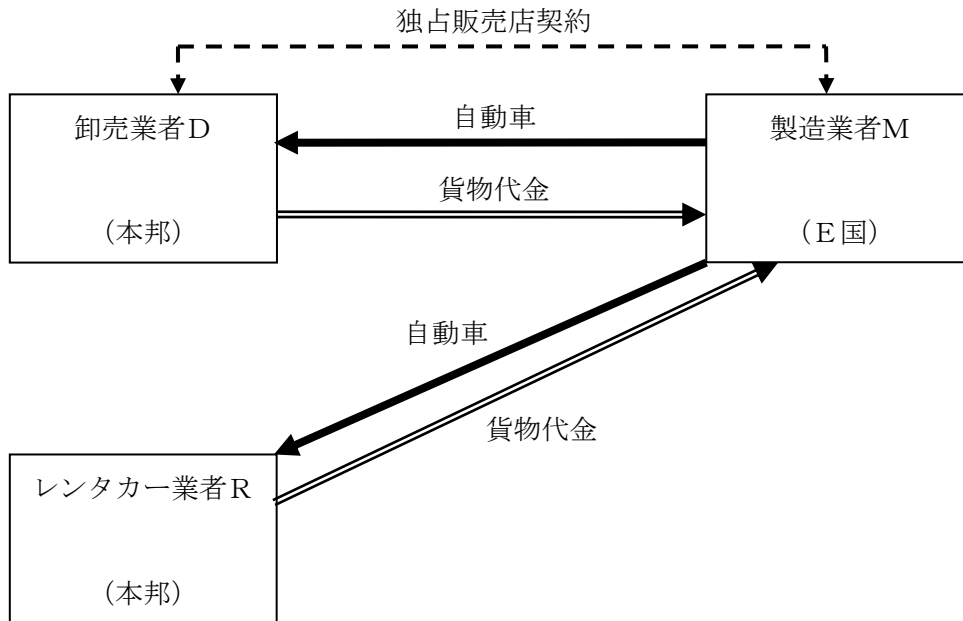 独占販売店契約
卸売業者D
(本邦)
自動車
貨物代金
製造業者M
(E国)
自動車
貨物代金
レンタカー業者R
(本邦)